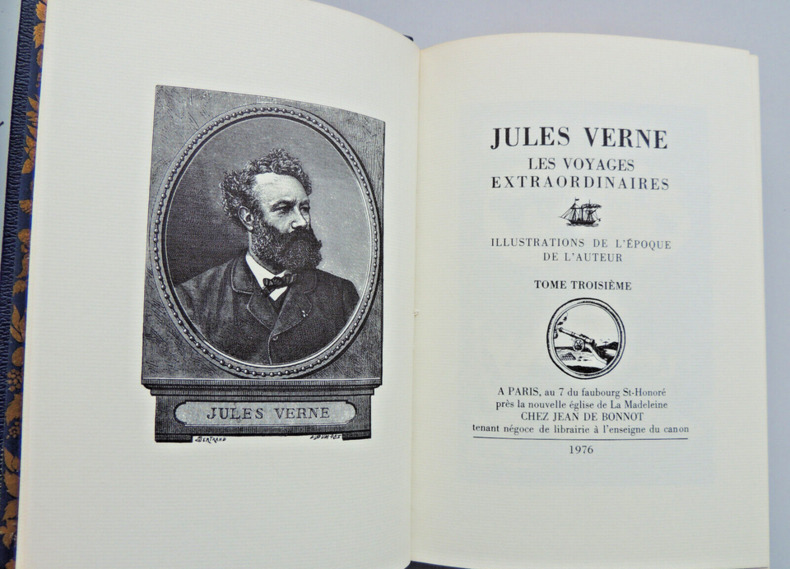 JULES VERNE
BERTRAND
JULES VERNE
LES VOYAGES
EXTRAORDINAIRES
ILLUSTRATIONS DE L'ÉPOQUE
DE L'AUTEUR
TOME TROISIÈME
A PARIS, au 7 du faubourg St-Honoré
près la nouvelle église de La Madeleine
CHEZ JEAN DE BONNOT
tenant négoce de librairie à l'enseigne du canon
1976